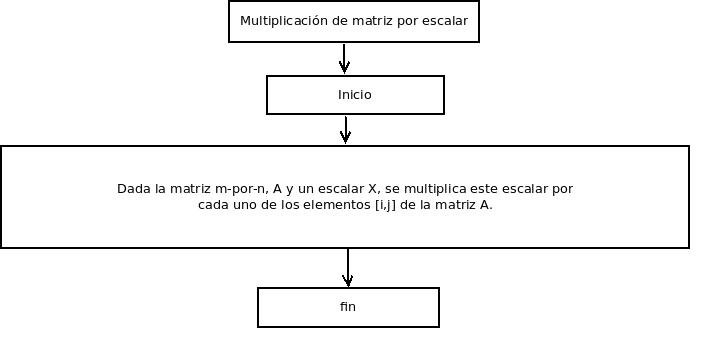 Multiplicación de matriz por escalar
Inicio
Dada la matriz m-por-n, A y un escalar X, se multiplica este escalar por
cada uno de los elementos [i,j] de la matriz A.
fin